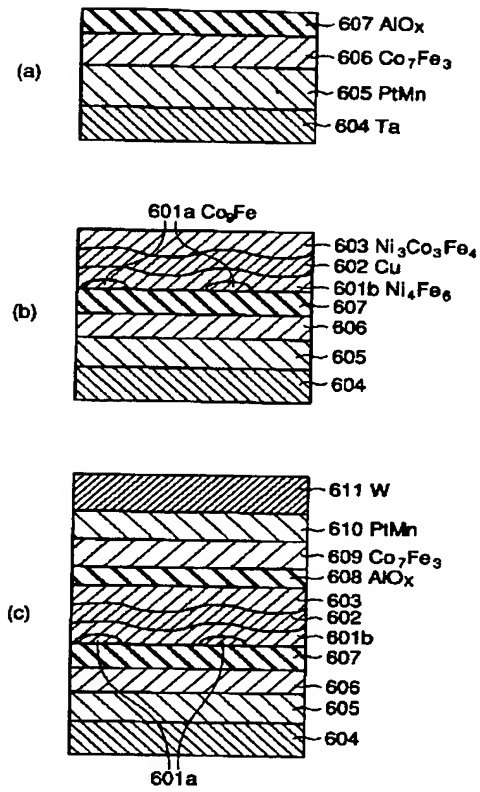 607 AlOx
606 Co7Fe3
(a)
605 PtMn
604 Ta
601a Co9Fe
603 Ni3Co3Fe4
602 Cu
601b Ni4Fe6
(b)
607
606
605
604
611 W
610 PtMn
609 Co7Fe3
608 AlOx
603
(c)
602
601b
607
606
605
604
601a